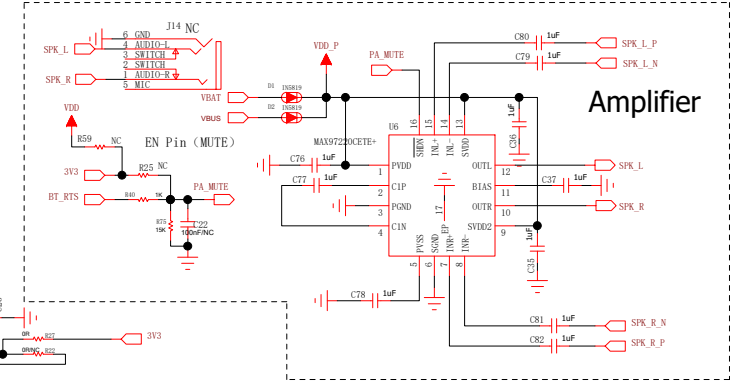 J14 NC
6 GND
SPK_L
4 AUDIO-L
3 SWITCH
2 SWITCH
SPK_R
1 AUDIO-R
5 MIC
VDD_P
VBAT
D1
1N5819
VBUS
D2
1N5819
PA_MUTE
C80
1uF
SPK_L_P
C79
1uF
SPK_L_N
Amplifier
VDD
R59
NC
EN Pin (MUTE)
3V3
R25
NC
BT_RTS
R40
1K
PA_MUTE
R75
15K
C22
100nF/NC
U6
MAX9722OCETE+
16
15
14
13
SHDN
INL+
INL-
SVDD
1uF
C36
C76
1uF
PVDD
1
C77
1uF
C1P
2
PGND
3
C1N
4
OUTL
12
SPK_L
BIAS
11
C37
1uF
OUTR
10
SPK_R
SVDD2
9
17
EP
PVSS
SGND
INR+
INR-
5
6
7
8
1uF
C35
C78
1uF
C81
1uF
SPK_R_N
C82
1uF
SPK_R_P
0R
R27
3V3
0R/NC
R22